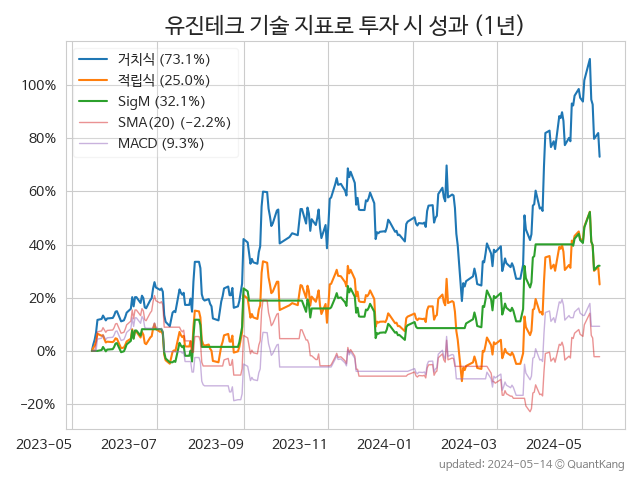 유진테크 기술 지표로 투자 시 성과 (1년)
거치식 (73.1%)
적립식 (25.0%)
SigM (32.1%)
SMA(20) (-2.2%)
MACD (9.3%)
100%
80%
60%
40%
20%
0%
-20%
2023-05 2023-07 2023-09 2023-11 2024-01 2024-03 2024-05
updated: 2024-05-14 © QuantKang